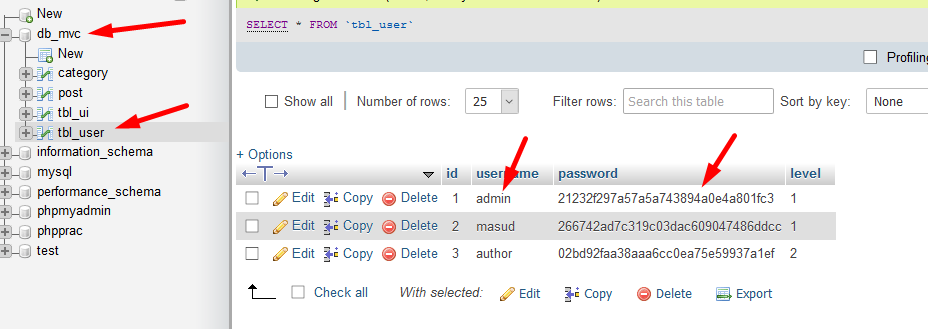 New
db_mvc
New
category
post
tbl_ui
tbl_user
information_schema
mysql
performance_schema
phpmyadmin
phpprac
test
SELECT * FROM `tbl_user`
Profiling
Show all | Number of rows: 25 Filter rows: Search this table Sort by key: None
+ Options
←T→ id username password level
Edit Copy Delete 1 admin 21232f297a57a5a743894a0e4a801fc3 1
Edit Copy Delete 2 masud 266742ad7c319c03dac609047486ddcc 1
Edit Copy Delete 3 author 02bd92faa38aaa6cc0ea75e59937a1ef 2
Check all With selected: Edit Copy Delete Export